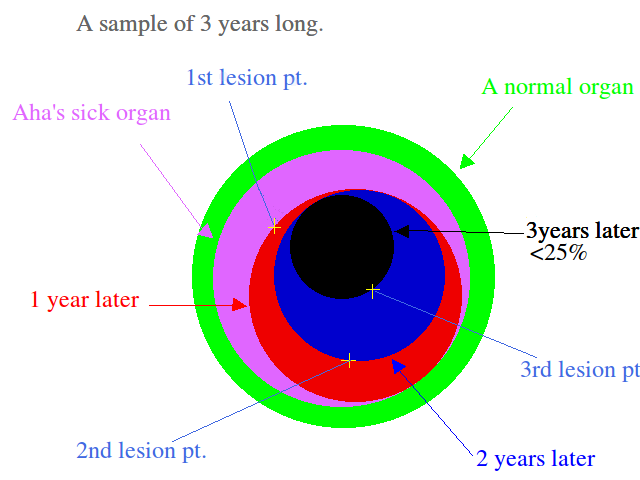 A sample of 3 years long.
1st lesion pt.
A normal organ
Aha's sick organ
3years later
<25%
1 year later
3rd lesion pt
2nd lesion pt.
2 years later